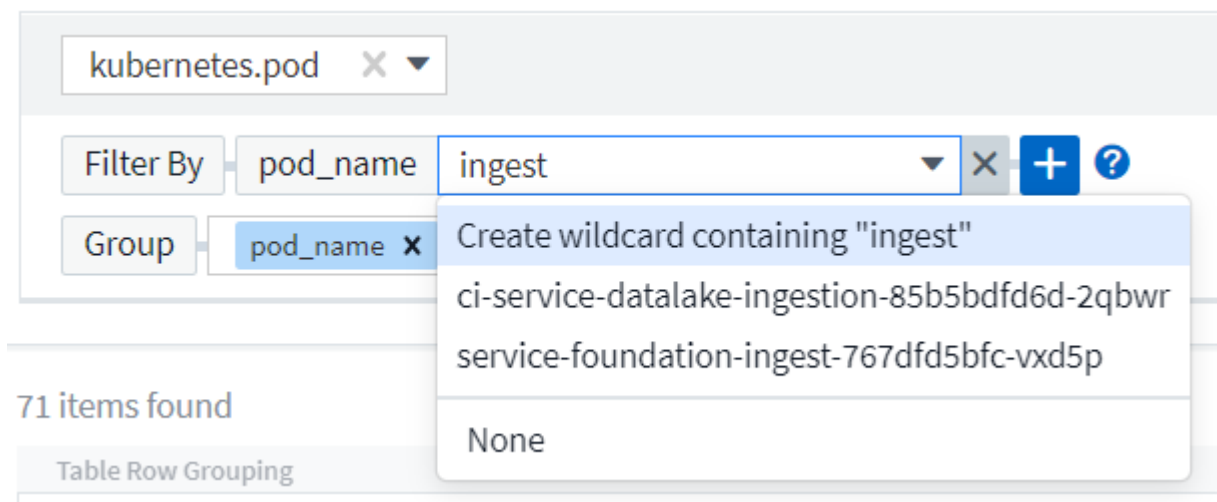 kubernetes.pod
Filter By pod_name ingest
Group pod_name
Create wildcard containing "ingest"
ci-service-datalake-ingestion-85b5bdfd6d-2qbwr
service-foundation-ingest-767dfd5bfc-vxd5p
None
71 items found
Table Row Grouping